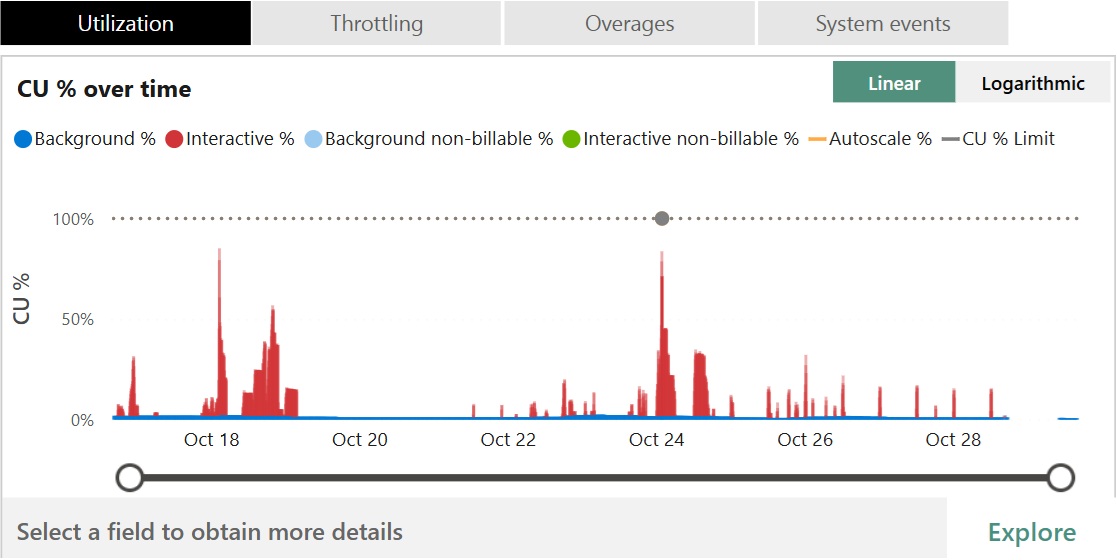 Utilization Throttling Overages System events
CU % over time Linear Logarithmic
Background % Interactive % Background non-billable % Interactive non-billable % Autoscale % CU % Limit
100%
CU %
50%
0%
Oct 18 Oct 20 Oct 22 Oct 24 Oct 26 Oct 28
Select a field to obtain more details Explore